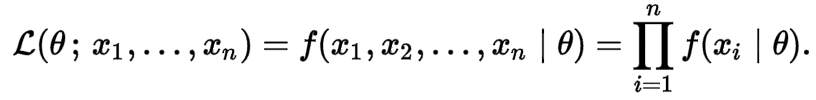 ℒ(θ ; x₁, …, xₙ) = f(x₁, x₂, …, xₙ | θ) = ∏ᵢ₌₁ⁿ f(xᵢ | θ).